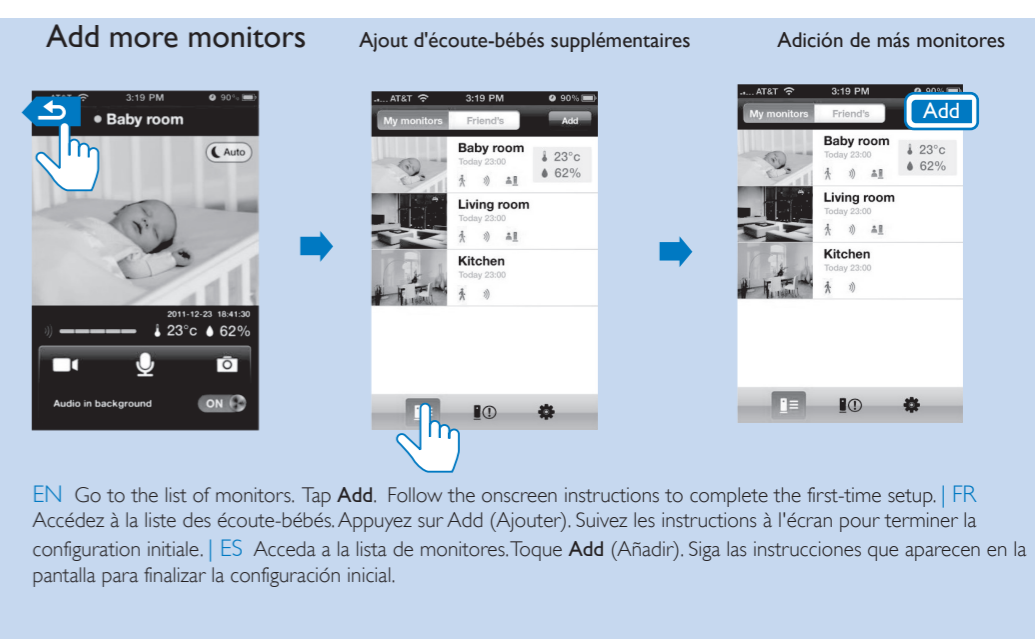 Add more monitors
Ajout d'écoute-bébés supplémentaires
Adición de más monitores
3:19 PM 90%
Baby room
Auto
2011-12-23 18:41:30
23°c 62%
Audio in background ON
AT&T 3:19 PM 90%
My monitors Friend's Add
Baby room
Today 23:00
23°c
62%
Living room
Today 23:00
Kitchen
Today 23:00
AT&T 3:19 PM 90%
My monitors Friend's Add
Baby room
Today 23:00
23°c
62%
Living room
Today 23:00
Kitchen
Today 23:00
EN Go to the list of monitors. Tap Add. Follow the onscreen instructions to complete the first-time setup. | FR
Accédez à la liste des écoute-bébés. Appuyez sur Add (Ajouter). Suivez les instructions à l'écran pour terminer la
configuration initiale. | ES Acceda a la lista de monitores. Toque Add (Añadir). Siga las instrucciones que aparecen en la
pantalla para finalizar la configuración inicial.